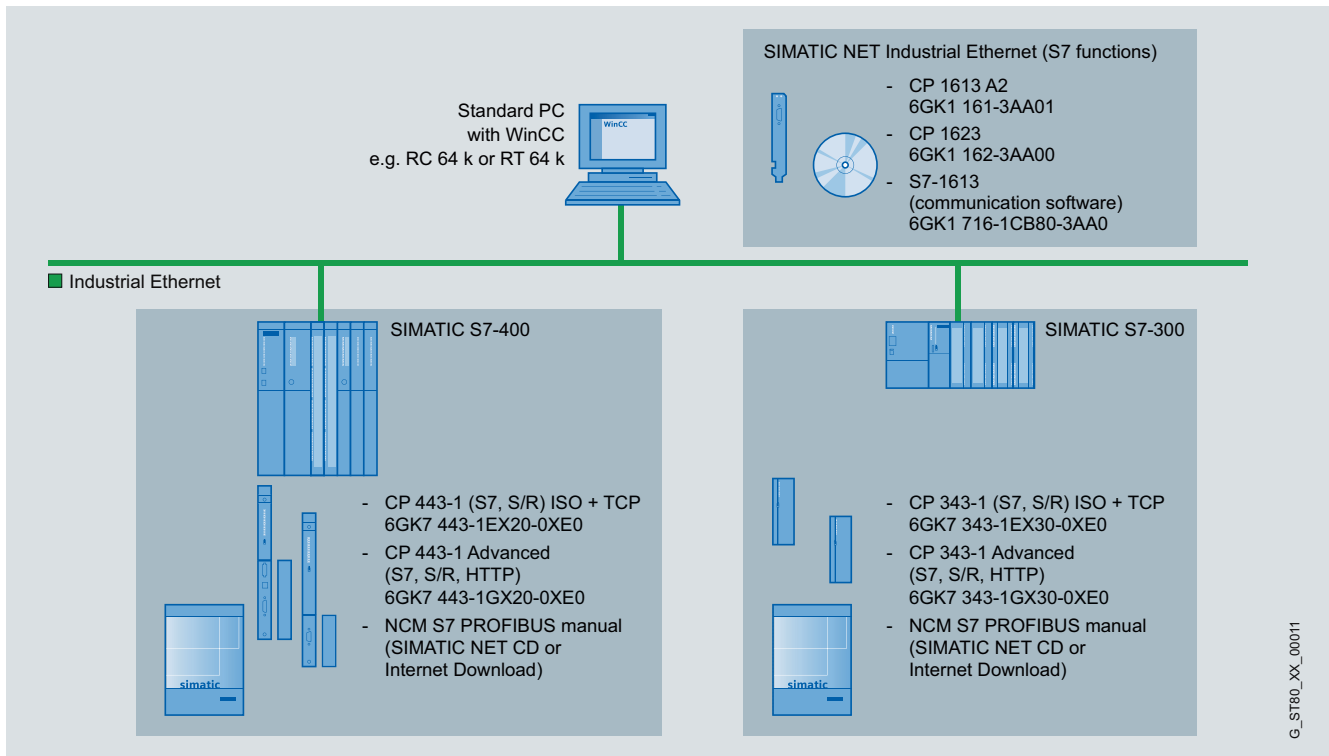 SIMATIC NET Industrial Ethernet (S7 functions)
- CP 1613 A2
6GK1 161-3AA01
- CP 1623
6GK1 162-3AA00
- S7-1613
(communication software)
6GK1 716-1CB80-3AA0
Standard PC
with WinCC
e.g. RC 64 k or RT 64 k
WinCC
Industrial Ethernet
SIMATIC S7-400
- CP 443-1 (S7, S/R) ISO + TCP
6GK7 443-1EX20-0XE0
- CP 443-1 Advanced
(S7, S/R, HTTP)
6GK7 443-1GX20-0XE0
- NCM S7 PROFIBUS manual
(SIMATIC NET CD or
Internet Download)
simatic
SIMATIC S7-300
- CP 343-1 (S7, S/R) ISO + TCP
6GK7 343-1EX30-0XE0
- CP 343-1 Advanced
(S7, S/R, HTTP)
6GK7 343-1GX30-0XE0
- NCM S7 PROFIBUS manual
(SIMATIC NET CD or
Internet Download)
simatic
G_ST80_XX_00011